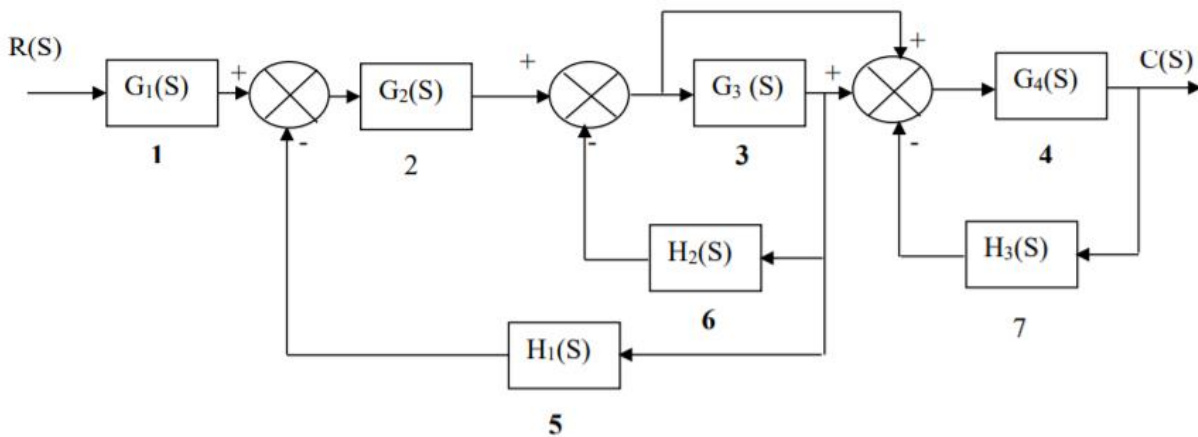 R(S)
G₁(S)
1
+
-
G₂(S)
2
+
-
G₃ (S)
3
+
+
-
G₄(S)
4
C(S)
H₂(S)
6
H₃(S)
7
H₁(S)
5